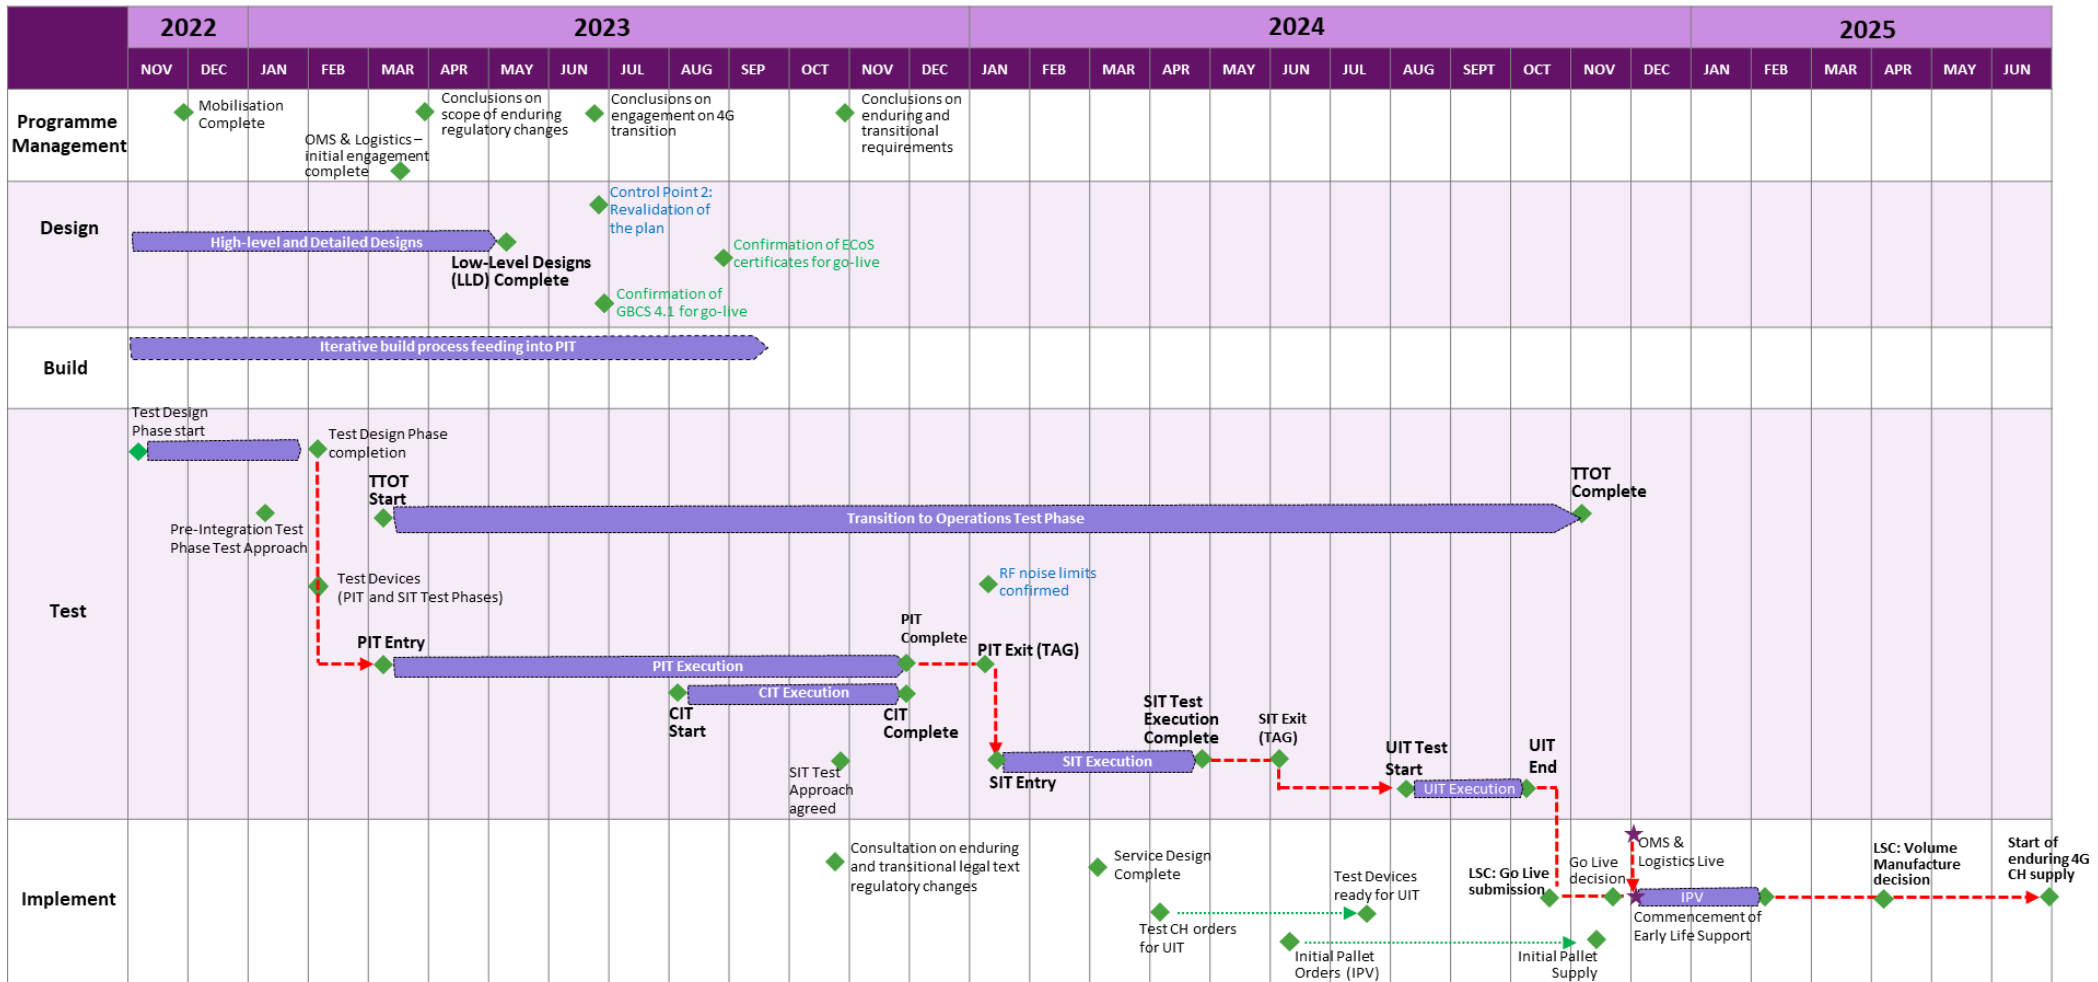 2022
2023
2024
2025
NOV
DEC
JAN
FEB
MAR
APR
MAY
JUN
JUL
AUG
SEP
OCT
NOV
DEC
JAN
FEB
MAR
APR
MAY
JUN
JUL
AUG
SEPT
OCT
NOV
DEC
JAN
FEB
MAR
APR
MAY
JUN
Programme
Management
Mobilisation
Complete
OMS & Logistics –
initial engagement
complete
Conclusions on
scope of enduring
regulatory changes
Conclusions on
engagement on 4G
transition
Conclusions on
enduring and
transitional
requirements
Design
High-level and Detailed Designs
Low-Level Designs
(LLD) Complete
Control Point 2:
Revalidation of
the plan
Confirmation of ECoS
certificates for go-live
Confirmation of
GBCS 4.1 for go-live
Build
Iterative build process feeding into PIT
Test
Test Design
Phase start
Test Design Phase
completion
TTOT
Start
Transition to Operations Test Phase
TTOT
Complete
Pre-Integration Test
Phase Test Approach
Test Devices
(PIT and SIT Test Phases)
RF noise limits
confirmed
PIT Entry
PIT Execution
PIT
Complete
PIT Exit (TAG)
CIT Execution
CIT
Start
CIT
Complete
SIT Test
Approach
agreed
SIT Entry
SIT Execution
SIT Test
Execution
Complete
SIT Exit
(TAG)
UIT Test
Start
UIT Execution
UIT
End
Implement
Consultation on enduring
and transitional legal text
regulatory changes
Service Design
Complete
Test CH orders
for UIT
Test Devices
ready for UIT
Initial Pallet
Orders (IPV)
Initial Pallet
Supply
LSC: Go Live
submission
Go Live
decision
OMS &
Logistics Live
IPV
Commencement of
Early Life Support
LSC: Volume
Manufacture
decision
Start of
enduring 4G
CH supply